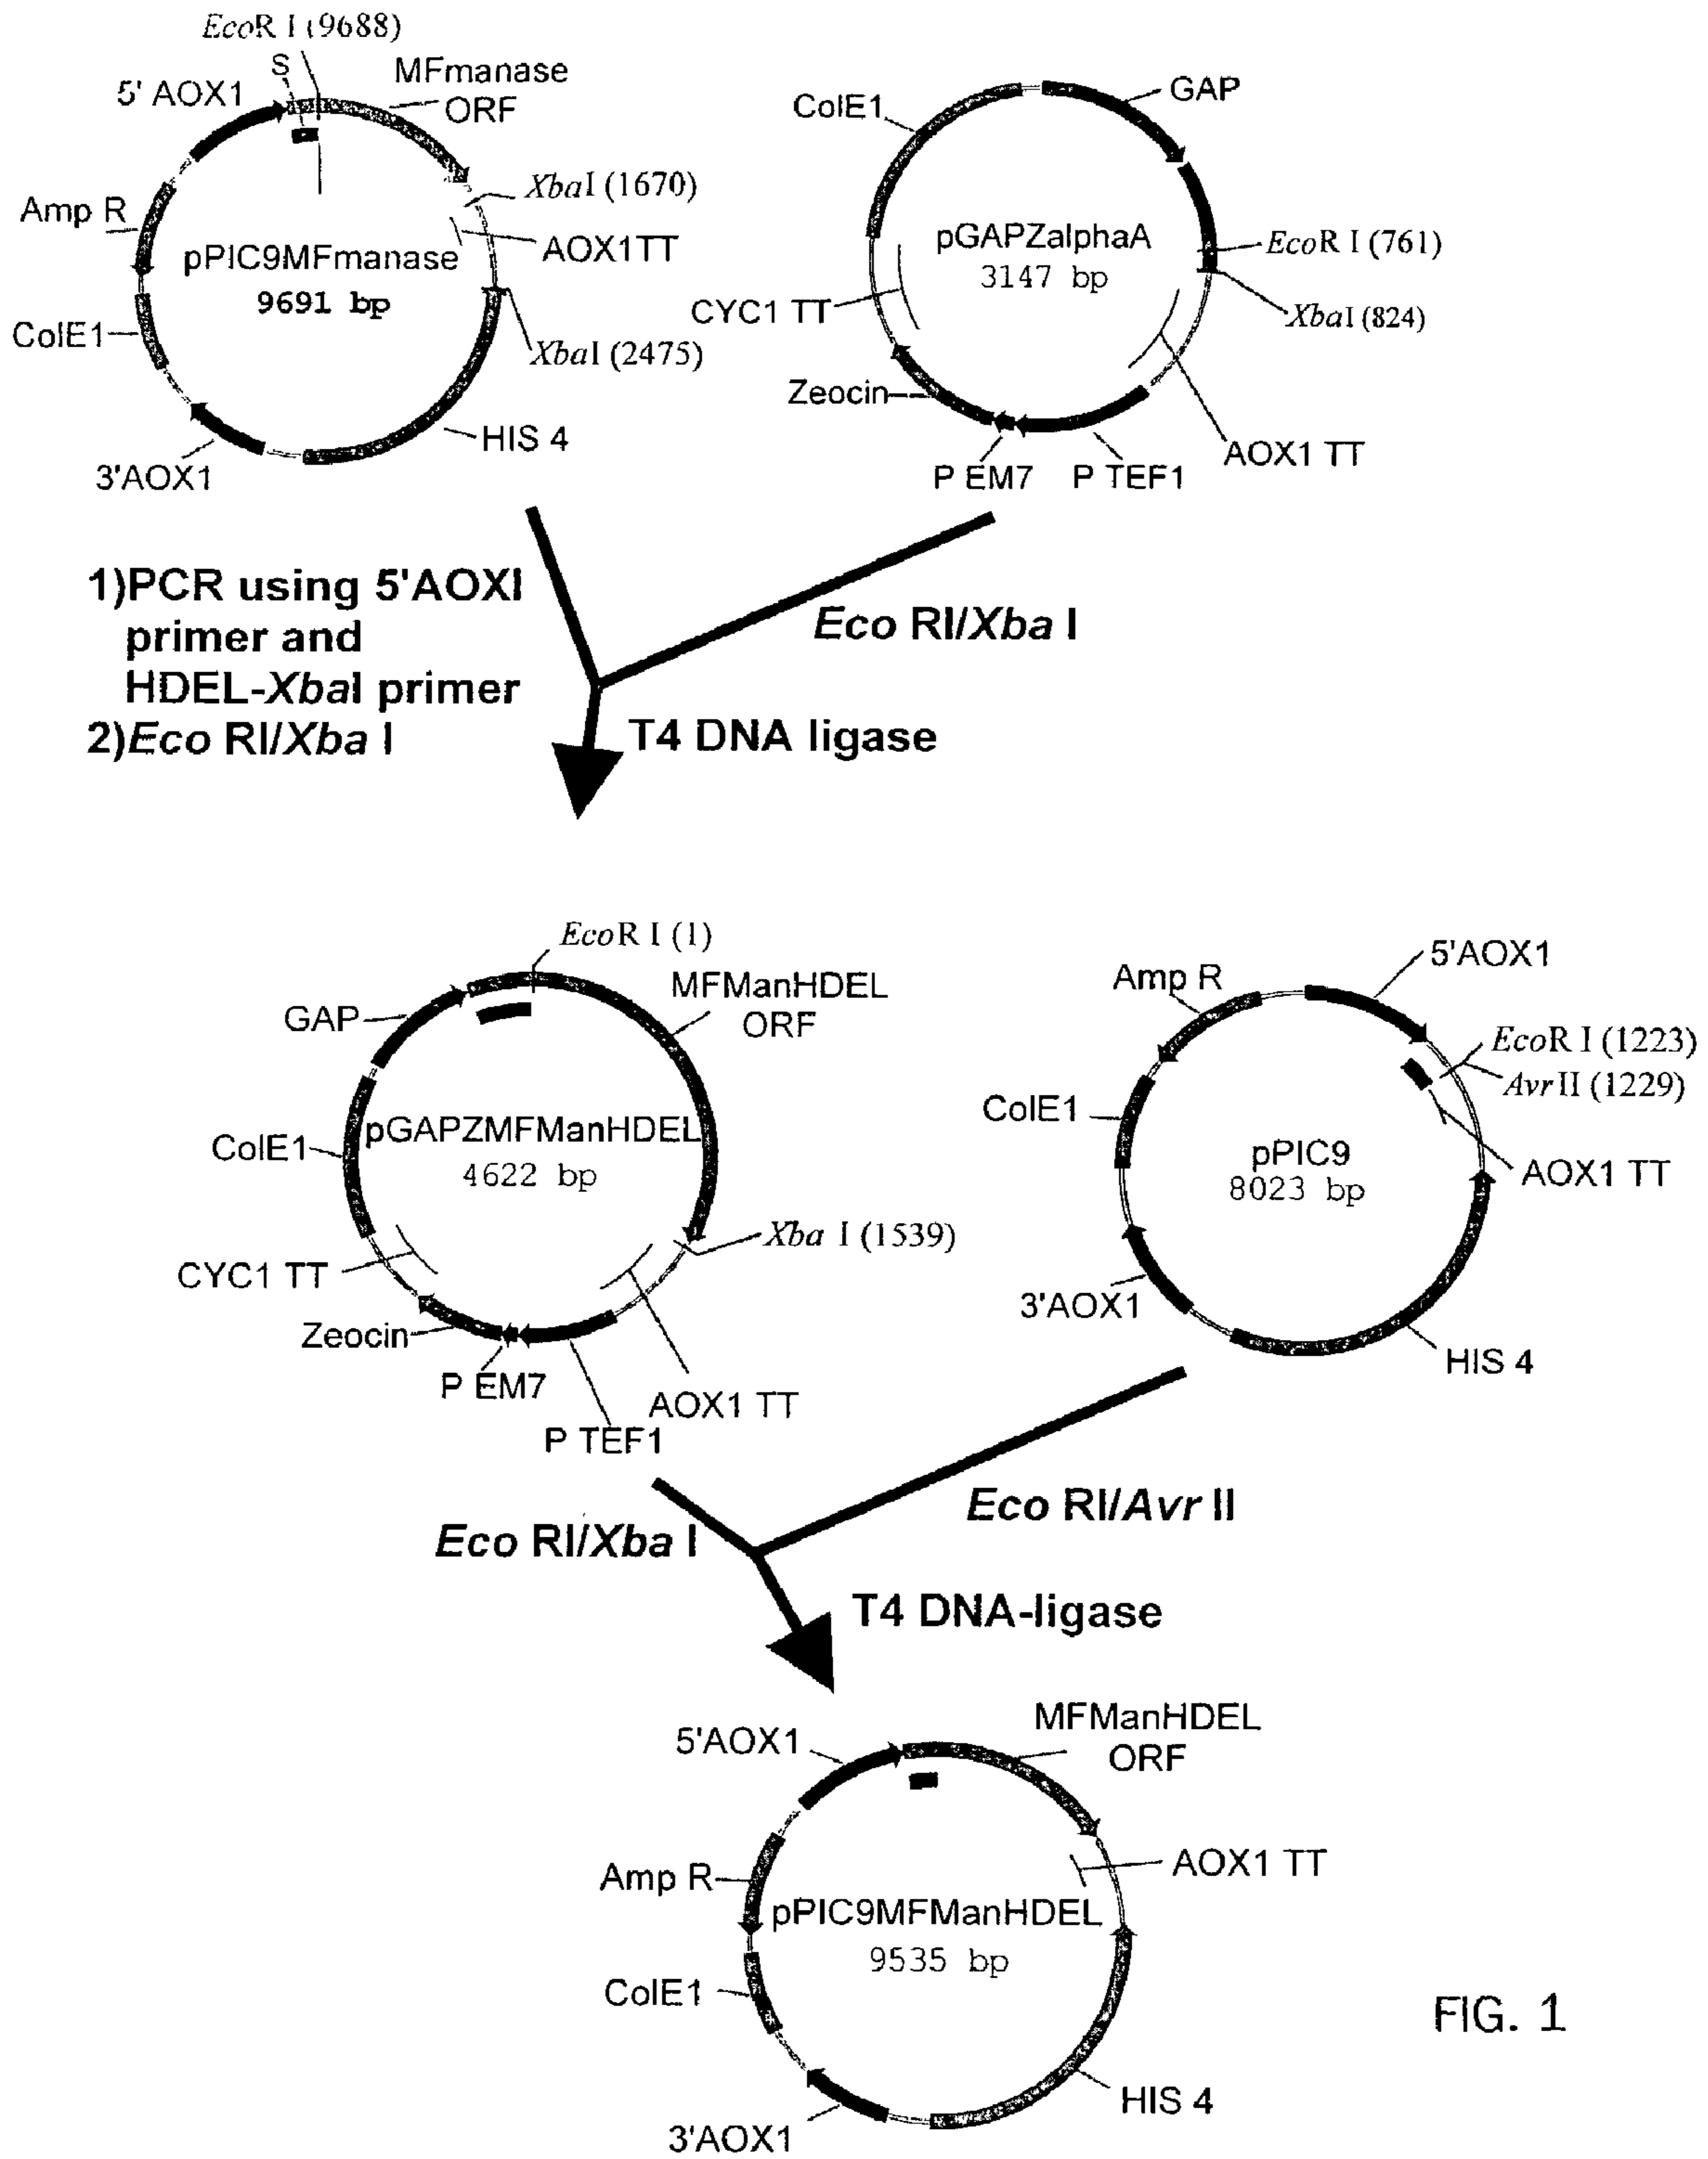 EcoR I (9688)
S
MFmanase
ORF
5' AOX1
XbaI (1670)
Amp R
AOX1TT
pPIC9MFmanase
9691 bp
ColE1
XbaI (2475)
HIS 4
3'AOX1
ColE1
GAP
pGAPZalphaA
3147 bp
EcoR I (761)
CYC1 TT
XbaI (824)
Zeocin
AOX1 TT
P EM7
P TEF1
1)PCR using 5'AOXI
primer and
HDEL-XbaI primer
2)Eco RI/Xba I
Eco RI/Xba I
T4 DNA ligase
EcoR I (1)
MFManHDEL
ORF
GAP
pGAPZMFManHDEL
4622 bp
ColE1
Xba I (1539)
CYC1 TT
Zeocin
P EM7
AOX1 TT
P TEF1
5'AOX1
Amp R
EcoR I (1223)
AvrII (1229)
ColE1
pPIC9
8023 bp
AOX1 TT
3'AOX1
HIS 4
Eco RI/Xba I
Eco RI/Avr II
T4 DNA-ligase
5'AOX1
MFManHDEL
ORF
Amp R
AOX1 TT
pPIC9MFManHDEL
9535 bp
ColE1
HIS 4
3'AOX1
FIG. 1